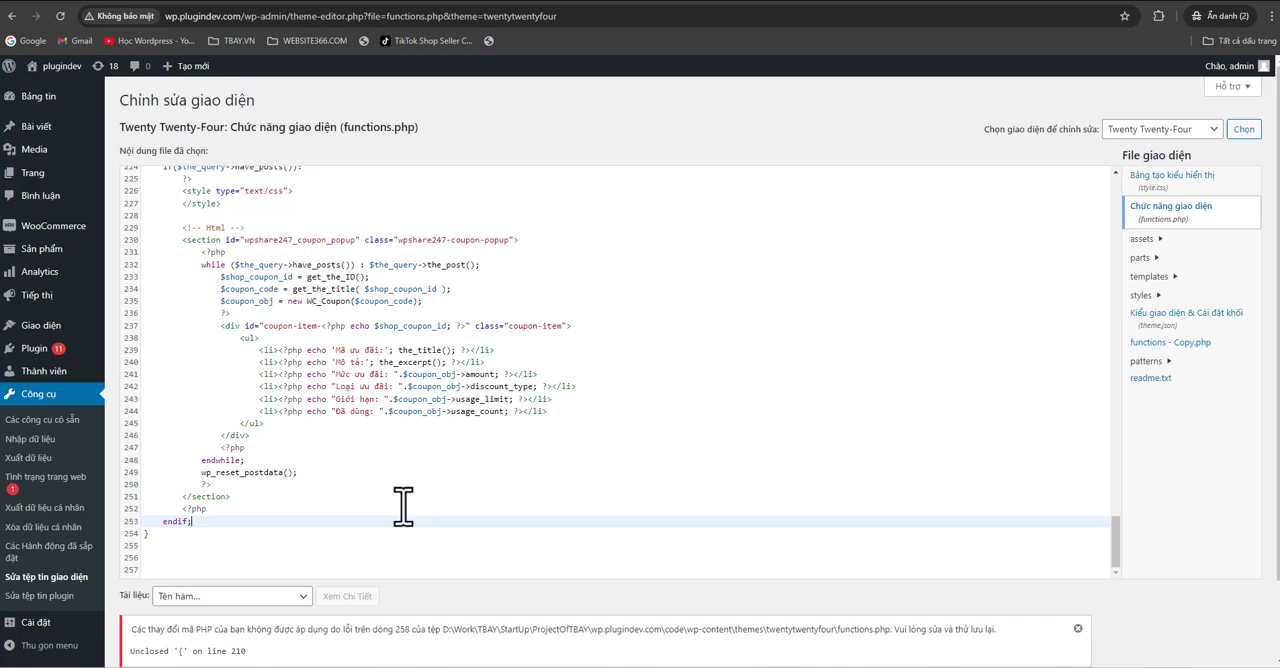 Không bảo mật
wp.plugindev.com/wp-admin/theme-editor.php?file=functions.php&theme=twentytwentyfour
Ẩn danh (2)
Google
Gmail
Học Wordpress - Yo...
TBAY.VN
WEBSITE366.COM
TikTok Shop Seller C...
Tất cả dấu trang
plugindev
18
0
Tạo mới
Chào, admin
Bảng tin
Bài viết
Media
Trang
Bình luận
WooCommerce
Sản phẩm
Analytics
Tiếp thị
Giao diện
Plugin 11
Thành viên
Công cụ
Các công cụ có sẵn
Nhập dữ liệu
Xuất dữ liệu
Tình trạng trang web
1
Xuất dữ liệu cá nhân
Xóa dữ liệu cá nhân
Các Hành động đã sắp
đặt
Sửa tệp tin giao diện
Sửa tệp tin plugin
Cài đặt
Thu gọn menu
Hỗ trợ
Chỉnh sửa giao diện
Twenty Twenty-Four: Chức năng giao diện (functions.php)
Chọn giao diện để chỉnh sửa:
Twenty Twenty-Four
Chọn
Nội dung file đã chọn:
224 if($the_query->have_posts()):
225 ?>
226 <style type="text/css">
227 </style>
228
229 <!-- Html -->
230 <section id="wpshare247_coupon_popup" class="wpshare247-coupon-popup">
231 <?php
232 while ($the_query->have_posts()) : $the_query->the_post();
233 $shop_coupon_id = get_the_ID();
234 $coupon_code = get_the_title( $shop_coupon_id );
235 $coupon_obj = new WC_Coupon($coupon_code);
236 ?>
237 <div id="coupon-item-<?php echo $shop_coupon_id; ?>" class="coupon-item">
238 <ul>
239 <li><?php echo 'Mã ưu đãi:'; the_title(); ?></li>
240 <li><?php echo 'Mô tả:'; the_excerpt(); ?></li>
241 <li><?php echo "Mức ưu đãi: ".$coupon_obj->amount; ?></li>
242 <li><?php echo "Loại ưu đãi: ".$coupon_obj->discount_type; ?></li>
243 <li><?php echo "Giới hạn: ".$coupon_obj->usage_limit; ?></li>
244 <li><?php echo "Đã dùng: ".$coupon_obj->usage_count; ?></li>
245 </ul>
246 </div>
247 <?php
248 endwhile;
249 wp_reset_postdata();
250 ?>
251 </section>
252 <?php
253 endif;
254 }
255
256
257
File giao diện
Bảng tạo kiểu hiển thị
(style.css)
Chức năng giao diện
(functions.php)
assets
parts
templates
styles
Kiểu giao diện & Cài đặt khối
(theme.json)
functions - Copy.php
patterns
readme.txt
Tài liệu:
Tên hàm...
Xem Chi Tiết
Các thay đổi mã PHP của bạn không được áp dụng do lỗi trên dòng 258 của tệp D:\Work\TBAY\StartUp\ProjectOfTBAY\wp.plugindev.com\code\wp-content\themes\twentytwentyfour\functions.php. Vui lòng sửa và thử lưu lại.
Unclosed '{' on line 210